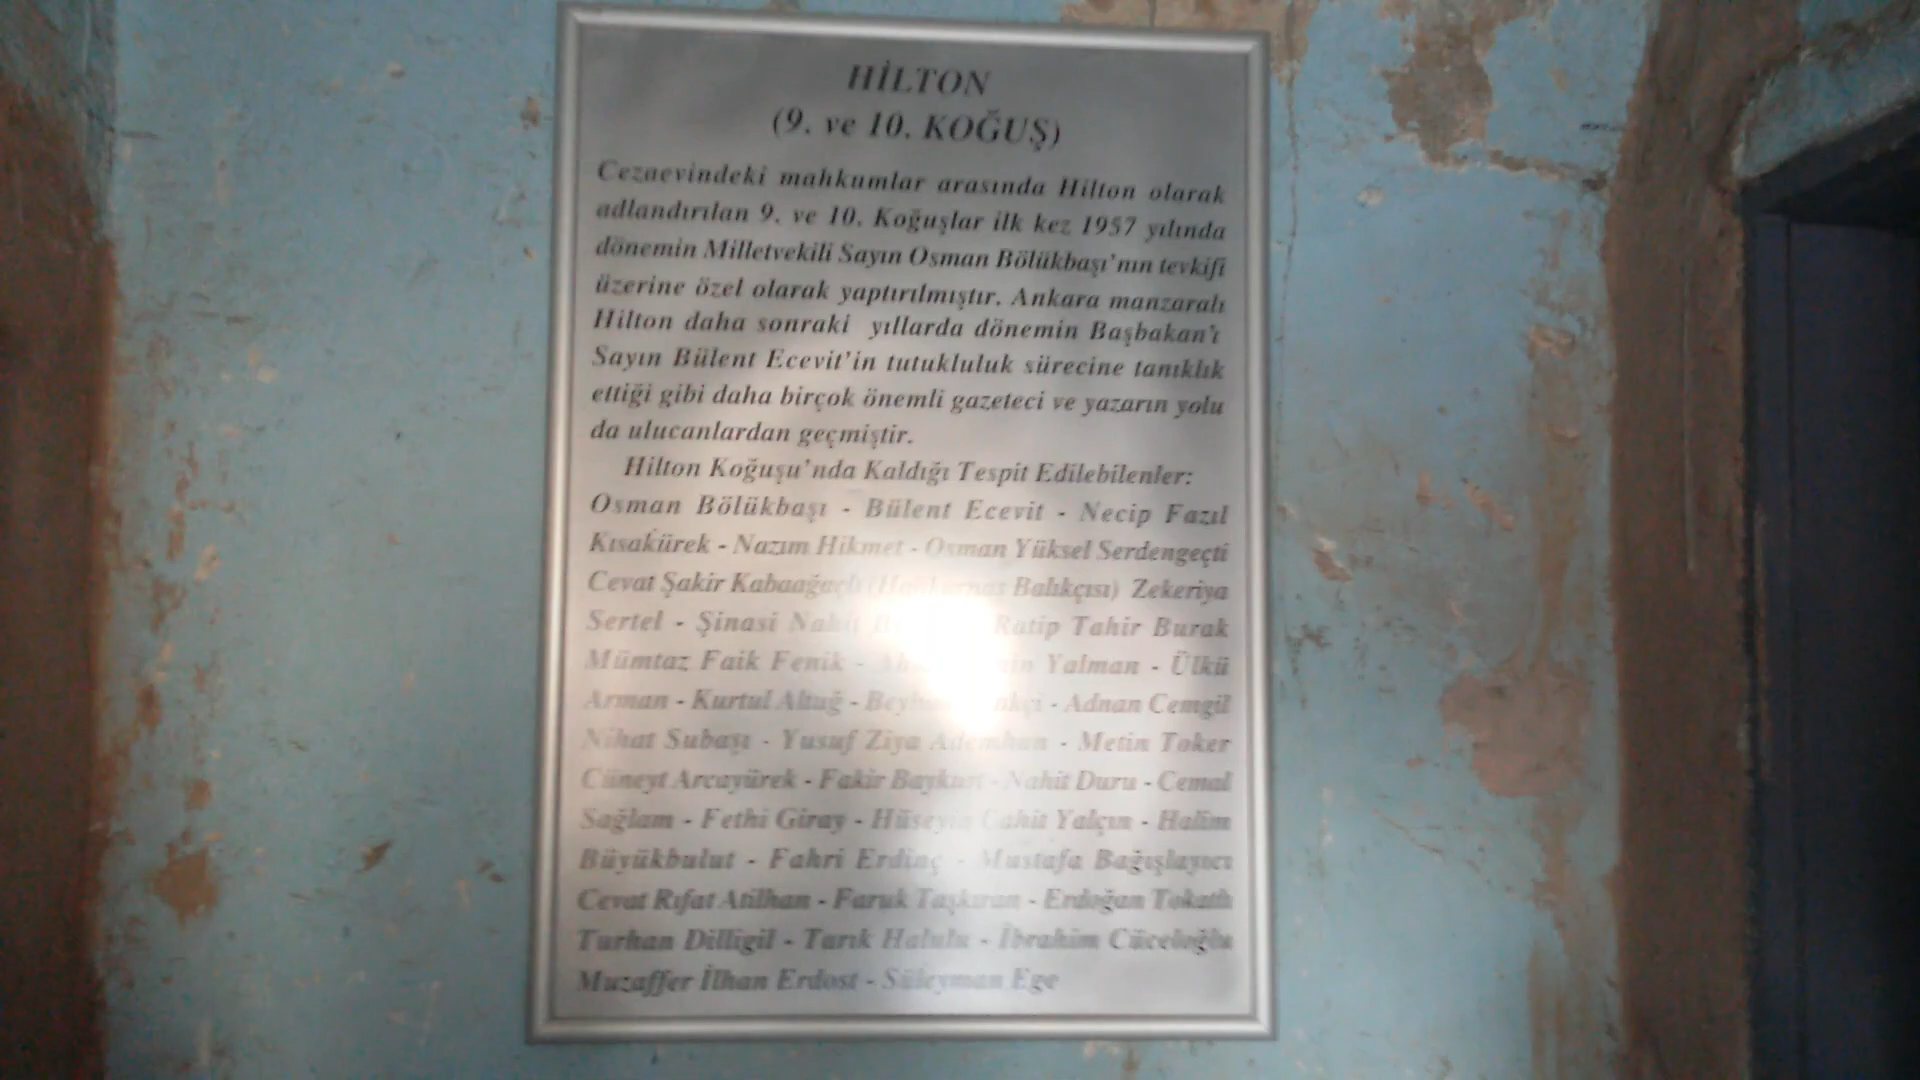 HİLTON
(9. ve 10. KOĞUŞ)
Cezaevindeki mahkumlar arasında Hilton olarak
adlandırılan 9. ve 10. Koğuşlar ilk kez 1957 yılında
dönemin Milletvekili Sayın Osman Bölükbaşı'nın tevkifi
üzerine özel olarak yaptırılmıştır. Ankara manzaralı
Hilton daha sonraki yıllarda dönemin Başbakan'ı
Sayın Bülent Ecevit'in tutukluluk sürecine tanıklık
ettiği gibi daha birçok önemli gazeteci ve yazarın yolu
da ulucanlardan geçmiştir.
Hilton Koğuşu'nda Kaldığı Tespit Edilebilenler:
Osman Bölükbaşı - Bülent Ecevit - Necip Fazıl
Kısakürek - Nazım Hikmet - Osman Yüksel Serdengeçti
Cevat Şakir Kabaağaçlı Balıkçısı) Zekeriya
Sertel - Şinasi Nahit Ratip Tahir Burak
Mümtaz Faik Fenik - Yalman - Ülkü
Arman - Kurtul Altuğ - - Adnan Cemgil
Nihat Subaşı - Yusuf Ziya Ademhan - Metin Toker
Cüneyt Arcayürek - Fakir Baykurt - Nahit Duru - Cemal
Sağlam - Fethi Giray - Hüseyin Cahit Yalçın - Halim
Büyükbulut - Fahri Erdinç - Mustafa Bağışlayıcı
Cevat Rıfat Atilhan - Faruk Taşkıran - Erdoğan Tokatlı
Turhan Dilligil - Tarık Halulu - İbrahim Cüceloğlu
Muzaffer İlhan Erdost - Süleyman Ege